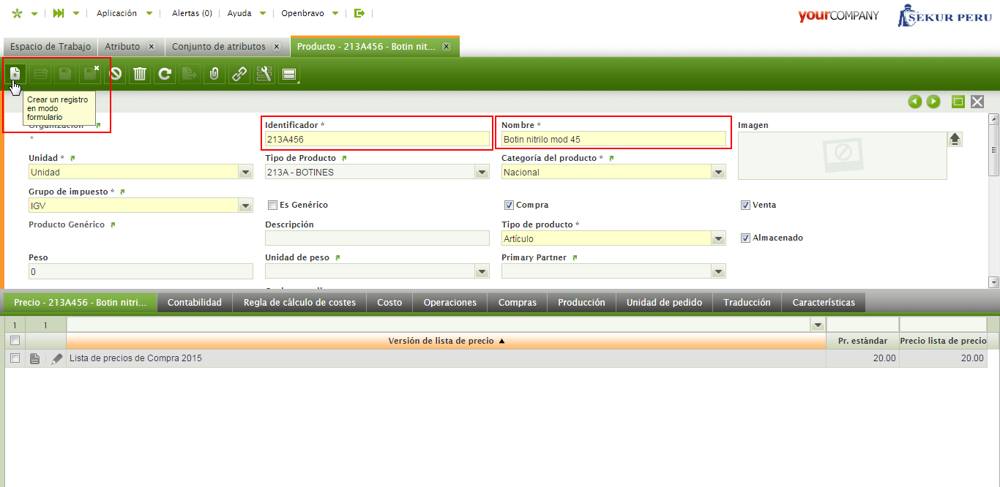 Aplicación
Alertas (0)
Ayuda
Openbravo
yourCOMPANY
SEKUR PERU
Espacio de Trabajo
Atributo
Conjunto de atributos
Producto - 213A456 - Botin nit...
Crear un registro
en modo
formulario
Organización
*
Identificador *
213A456
Nombre *
Botin nitrilo mod 45
Imagen
Unidad *
Unidad
Tipo de Producto
213A - BOTINES
Categoría del producto *
Nacional
Grupo de impuesto *
IGV
Es Genérico
Compra
Venta
Producto Genérico
Descripción
Tipo de producto *
Artículo
Almacenado
Peso
0
Unidad de peso
Primary Partner
Precio - 213A456 - Botin nitri...
Contabilidad
Regla de cálculo de costes
Costo
Operaciones
Compras
Producción
Unidad de pedido
Traducción
Características
1
1
Versión de lista de precio
Pr. estándar
Precio lista de precio
Lista de precios de Compra 2015
20.00
20.00